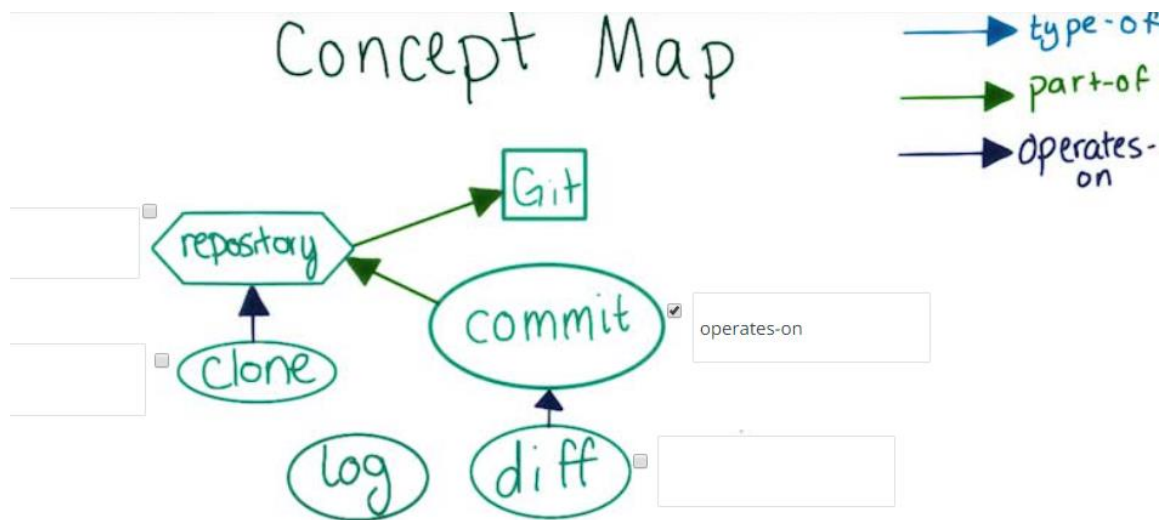 Concept Map
type-of
part-of
operates-
on
Git
repository
commit
operates-on
clone
log
diff